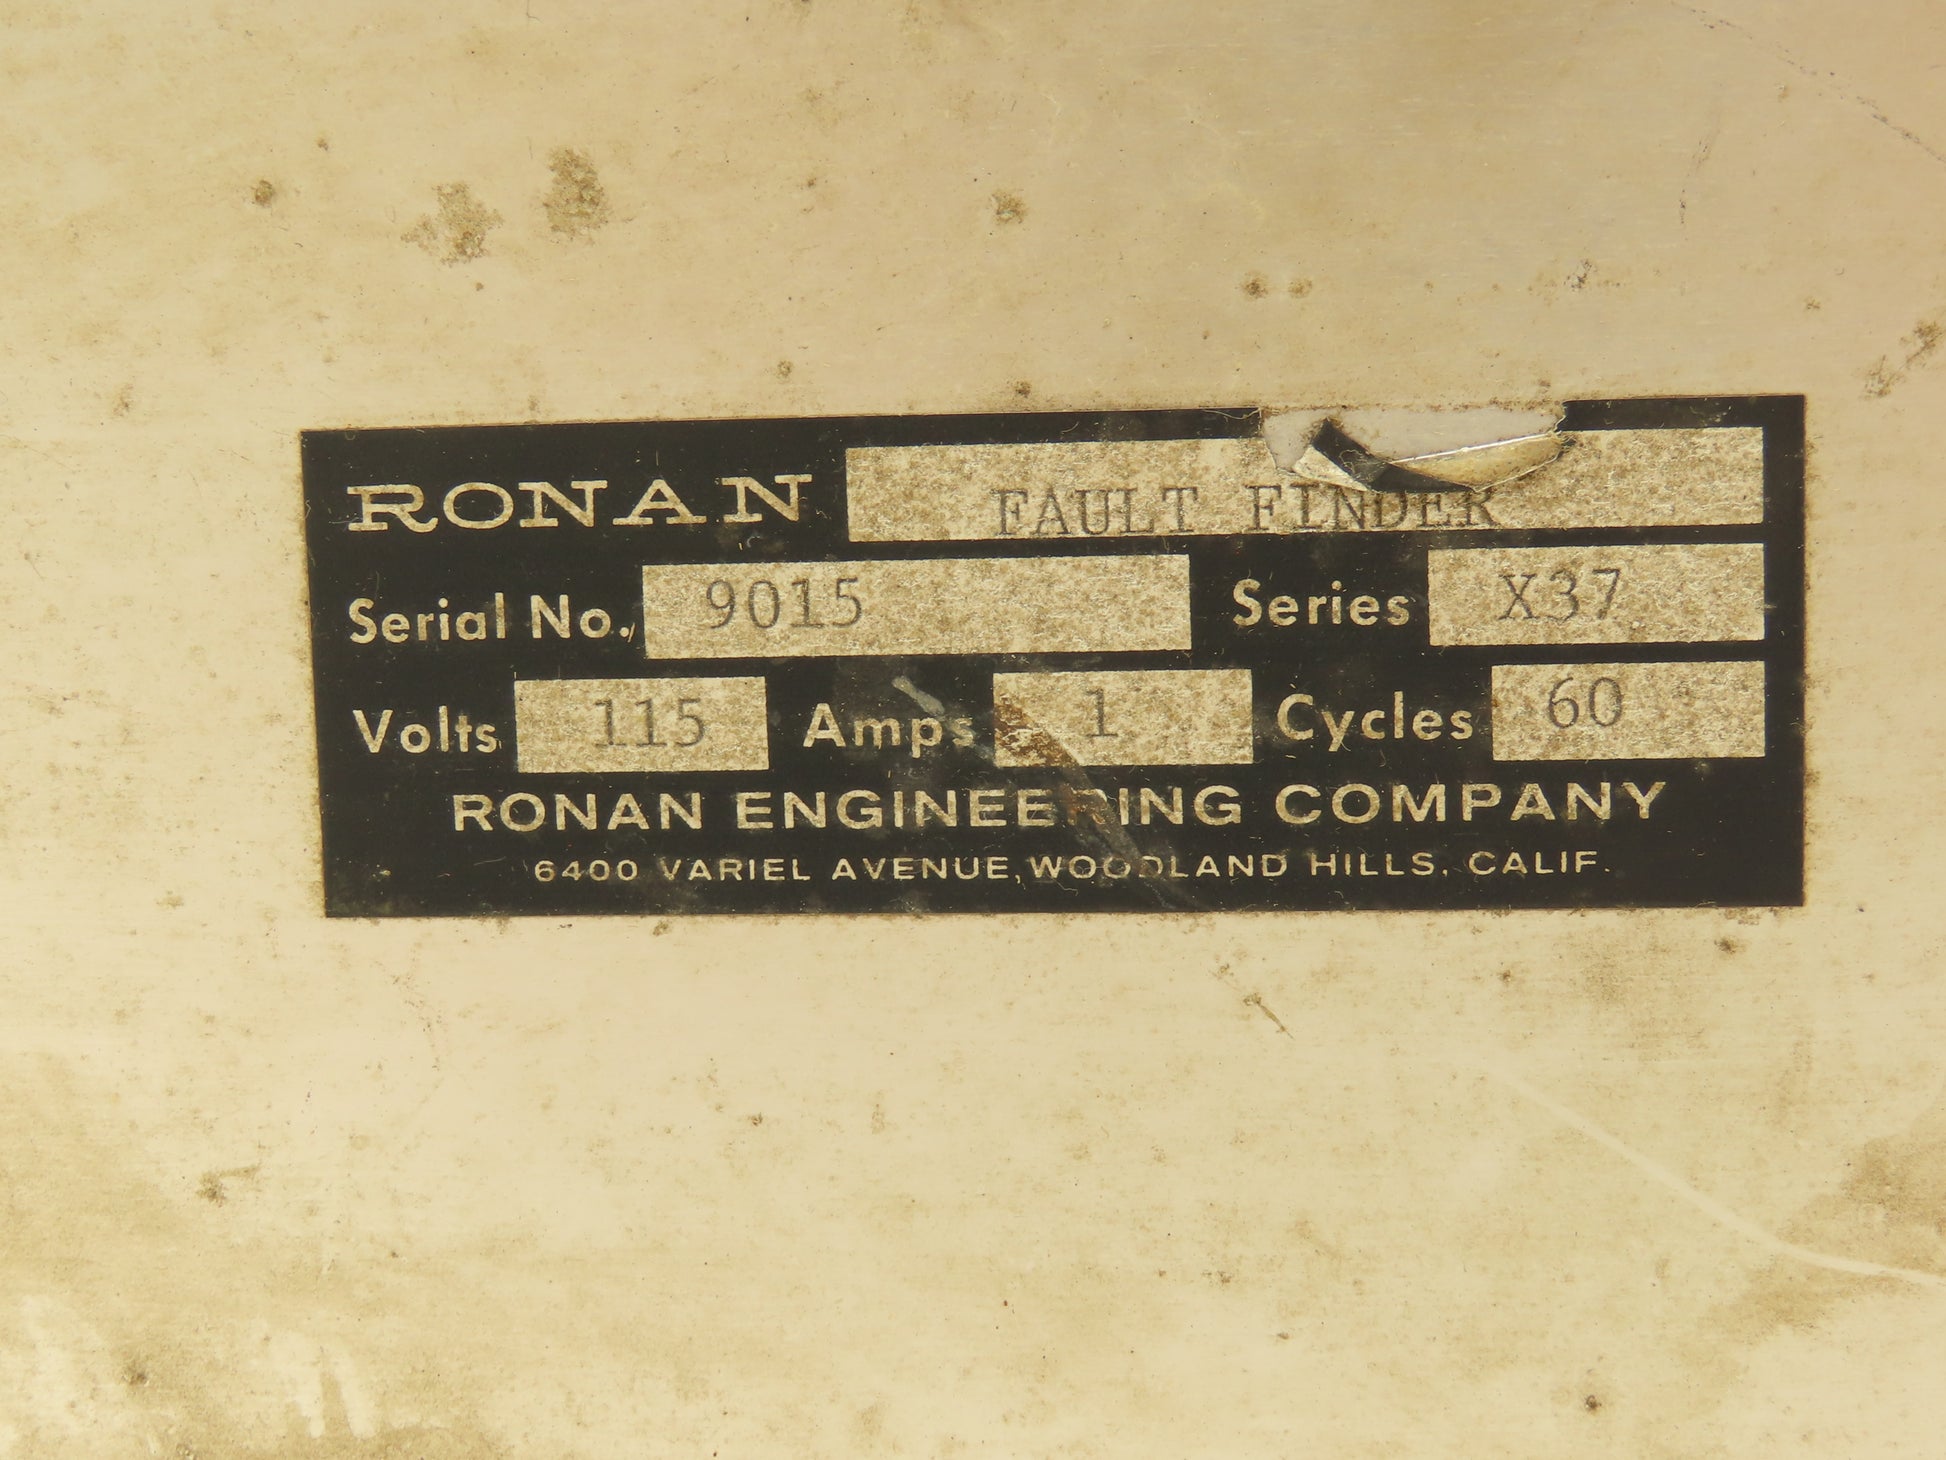 RONAN FAULT FINDER
Serial No. 9015 Series X37
Volts 115 Amps 1 Cycles 60
RONAN ENGINEERING COMPANY
6400 VARIEL AVENUE, WOODLAND HILLS, CALIF.